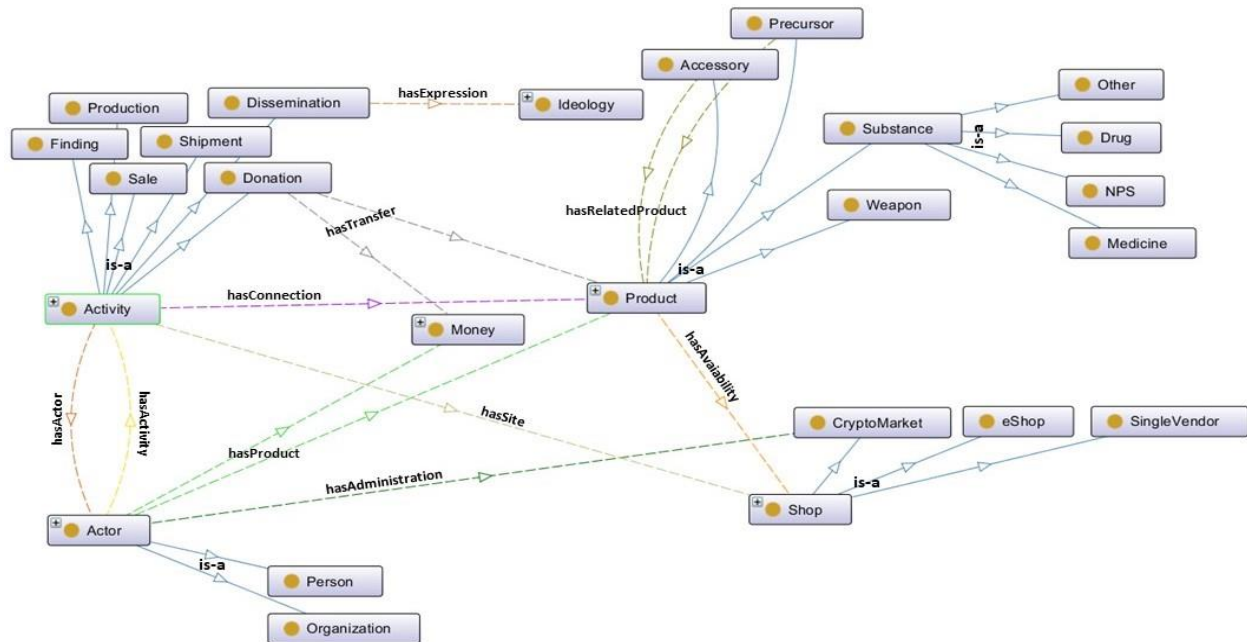 Precursor
Accessory
Other
Production
Dissemination
hasExpression
Ideology
Substance
is-a
Drug
Finding
Shipment
Sale
Donation
NPS
Weapon
hasTransfer
hasRelatedProduct
Medicine
is-a
is-a
hasConnection
Product
Activity
Money
hasAvaiability
hasActor
hasActivity
hasSite
CryptoMarket
eShop
SingleVendor
hasProduct
hasAdministration
is-a
Shop
Actor
is-a
Person
Organization